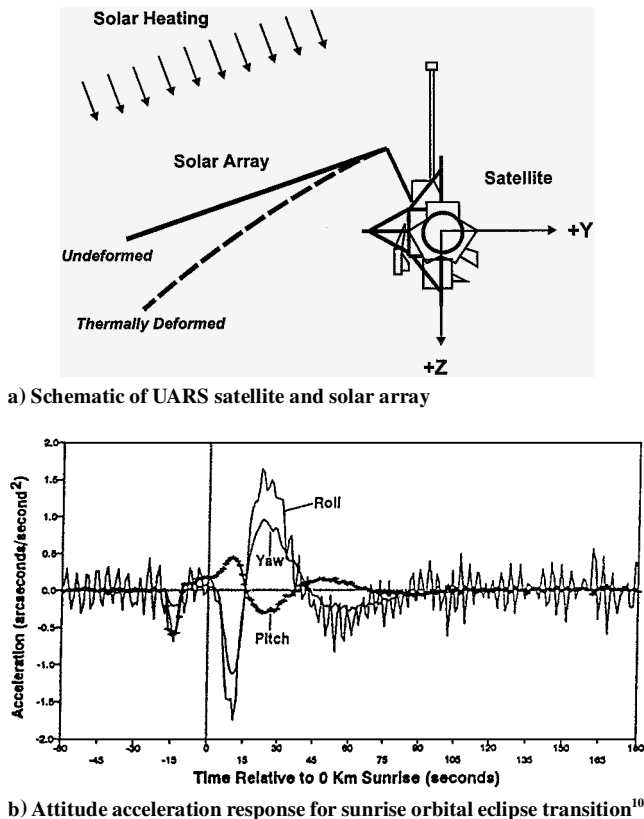 Solar Heating
Solar Array
Satellite
+Y
Undeformed
Thermally Deformed
+Z
a) Schematic of UARS satellite and solar array
2.0
1.5
1.0
0.5
0.0
-0.5
-1.0
-1.5
-2.0
Acceleration (arcseconds/second²)
Roll
Yaw
Pitch
-60 -45 -30 -15 0 15 30 45 60 75 90 105 120 135 150 165 180
Time Relative to 0 Km Sunrise (seconds)
b) Attitude acceleration response for sunrise orbital eclipse transition¹⁰